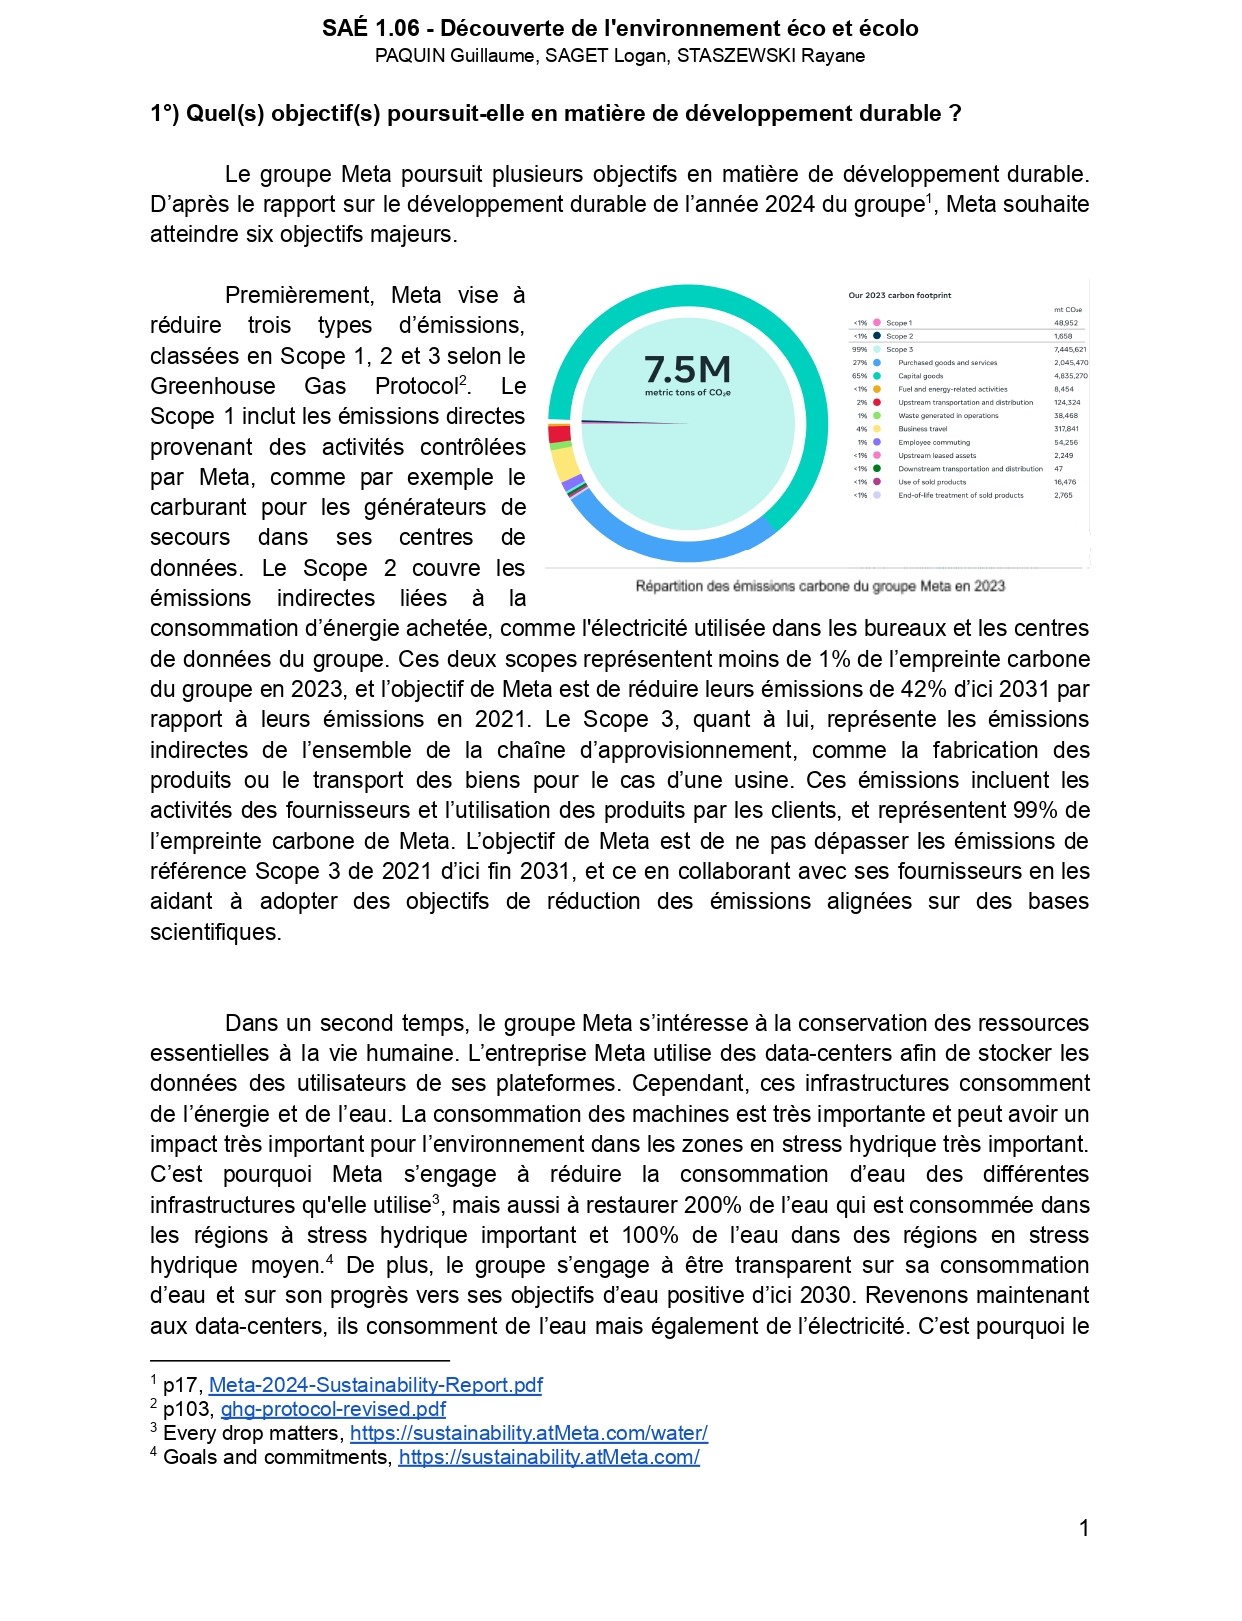 SAÉ 1.06 - Découverte de l'environnement éco et écolo
PAQUIN Guillaume, SAGET Logan, STASZEWSKI Rayane
1°) Quel(s) objectif(s) poursuit-elle en matière de développement durable ?
Le groupe Meta poursuit plusieurs objectifs en matière de développement durable.
D’après le rapport sur le développement durable de l’année 2024 du groupe1, Meta souhaite
atteindre six objectifs majeurs.
Premièrement, Meta vise à
réduire trois types d’émissions,
classées en Scope 1, 2 et 3 selon le
Greenhouse Gas Protocol2. Le
Scope 1 inclut les émissions directes
provenant des activités contrôlées
par Meta, comme par exemple le
carburant pour les générateurs de
secours dans ses centres de
données. Le Scope 2 couvre les
émissions indirectes liées à la
7.5M
metric tons of CO₂e
Our 2023 carbon footprint
mt CO₂e
<1% Scope 1 48,952
<1% Scope 2 1,658
99% Scope 3 7,445,621
27% Purchased goods and services 2,045,470
65% Capital goods 4,835,270
<1% Fuel and energy-related activities 8,454
2% Upstream transportation and distribution 124,324
1% Waste generated in operations 38,468
4% Business travel 317,841
1% Employee commuting 54,256
<1% Upstream leased assets 2,249
<1% Downstream transportation and distribution 47
<1% Use of sold products 16,476
<1% End-of-life treatment of sold products 2,765
Répartition des émissions carbone du groupe Meta en 2023
consommation d’énergie achetée, comme l'électricité utilisée dans les bureaux et les centres
de données du groupe. Ces deux scopes représentent moins de 1% de l’empreinte carbone
du groupe en 2023, et l’objectif de Meta est de réduire leurs émissions de 42% d’ici 2031 par
rapport à leurs émissions en 2021. Le Scope 3, quant à lui, représente les émissions
indirectes de l’ensemble de la chaîne d’approvisionnement, comme la fabrication des
produits ou le transport des biens pour le cas d’une usine. Ces émissions incluent les
activités des fournisseurs et l’utilisation des produits par les clients, et représentent 99% de
l’empreinte carbone de Meta. L’objectif de Meta est de ne pas dépasser les émissions de
référence Scope 3 de 2021 d’ici fin 2031, et ce en collaborant avec ses fournisseurs en les
aidant à adopter des objectifs de réduction des émissions alignées sur des bases
scientifiques.
Dans un second temps, le groupe Meta s’intéresse à la conservation des ressources
essentielles à la vie humaine. L’entreprise Meta utilise des data-centers afin de stocker les
données des utilisateurs de ses plateformes. Cependant, ces infrastructures consomment
de l’énergie et de l’eau. La consommation des machines est très importante et peut avoir un
impact très important pour l’environnement dans les zones en stress hydrique très important.
C’est pourquoi Meta s’engage à réduire la consommation d’eau des différentes
infrastructures qu'elle utilise3, mais aussi à restaurer 200% de l’eau qui est consommée dans
les régions à stress hydrique important et 100% de l’eau dans des régions en stress
hydrique moyen.4 De plus, le groupe s’engage à être transparent sur sa consommation
d’eau et sur son progrès vers ses objectifs d’eau positive d’ici 2030. Revenons maintenant
aux data-centers, ils consomment de l’eau mais également de l’électricité. C’est pourquoi le
1 p17, Meta-2024-Sustainability-Report.pdf
2 p103, ghg-protocol-revised.pdf
3 Every drop matters, https://sustainability.atMeta.com/water/
4 Goals and commitments, https://sustainability.atMeta.com/
1